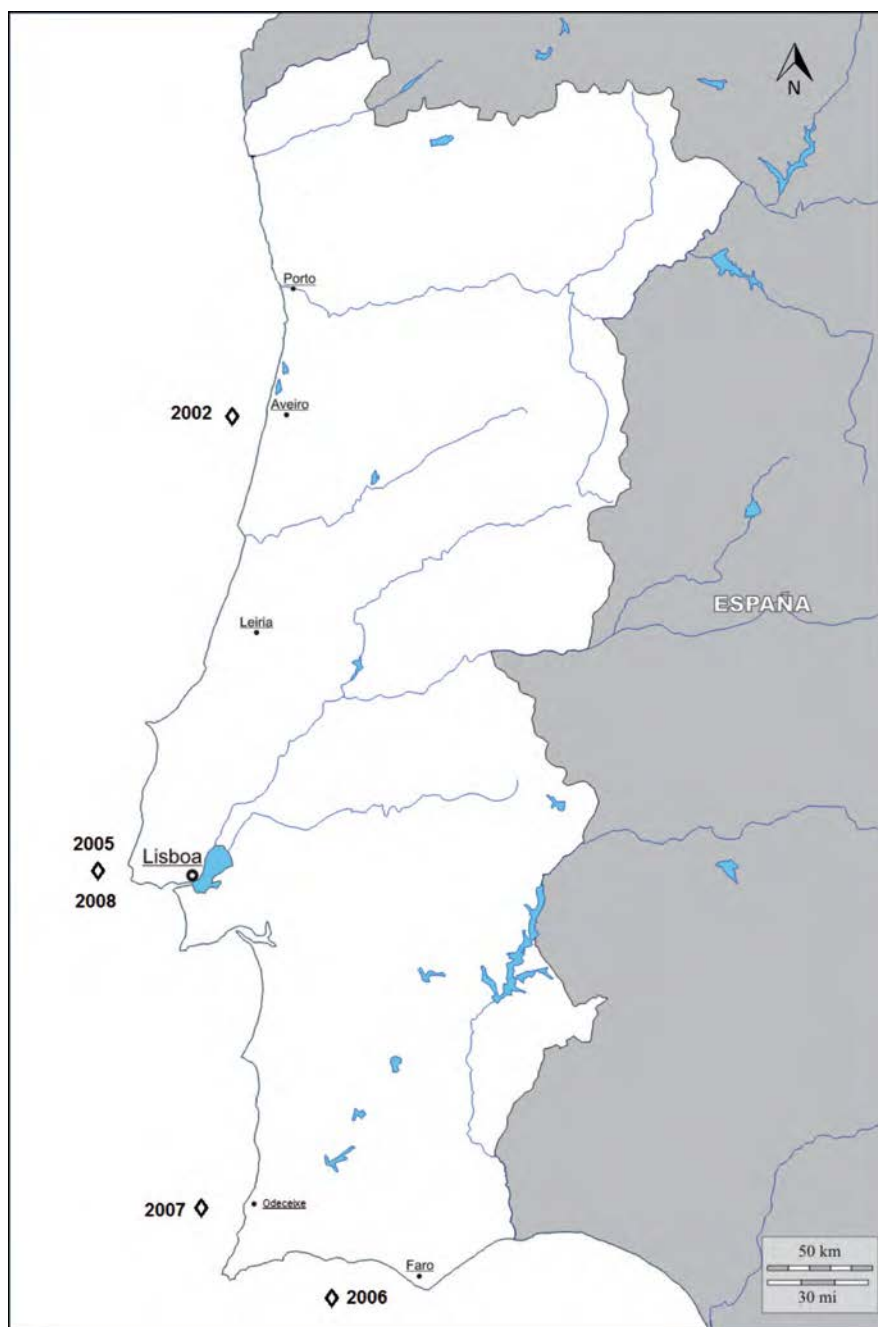 N
Porto
2002
Aveiro
ESPAÑA
Leiria
2005
Lisboa
2008
2007
Odeceixe
Faro
2006
50 km
30 mi